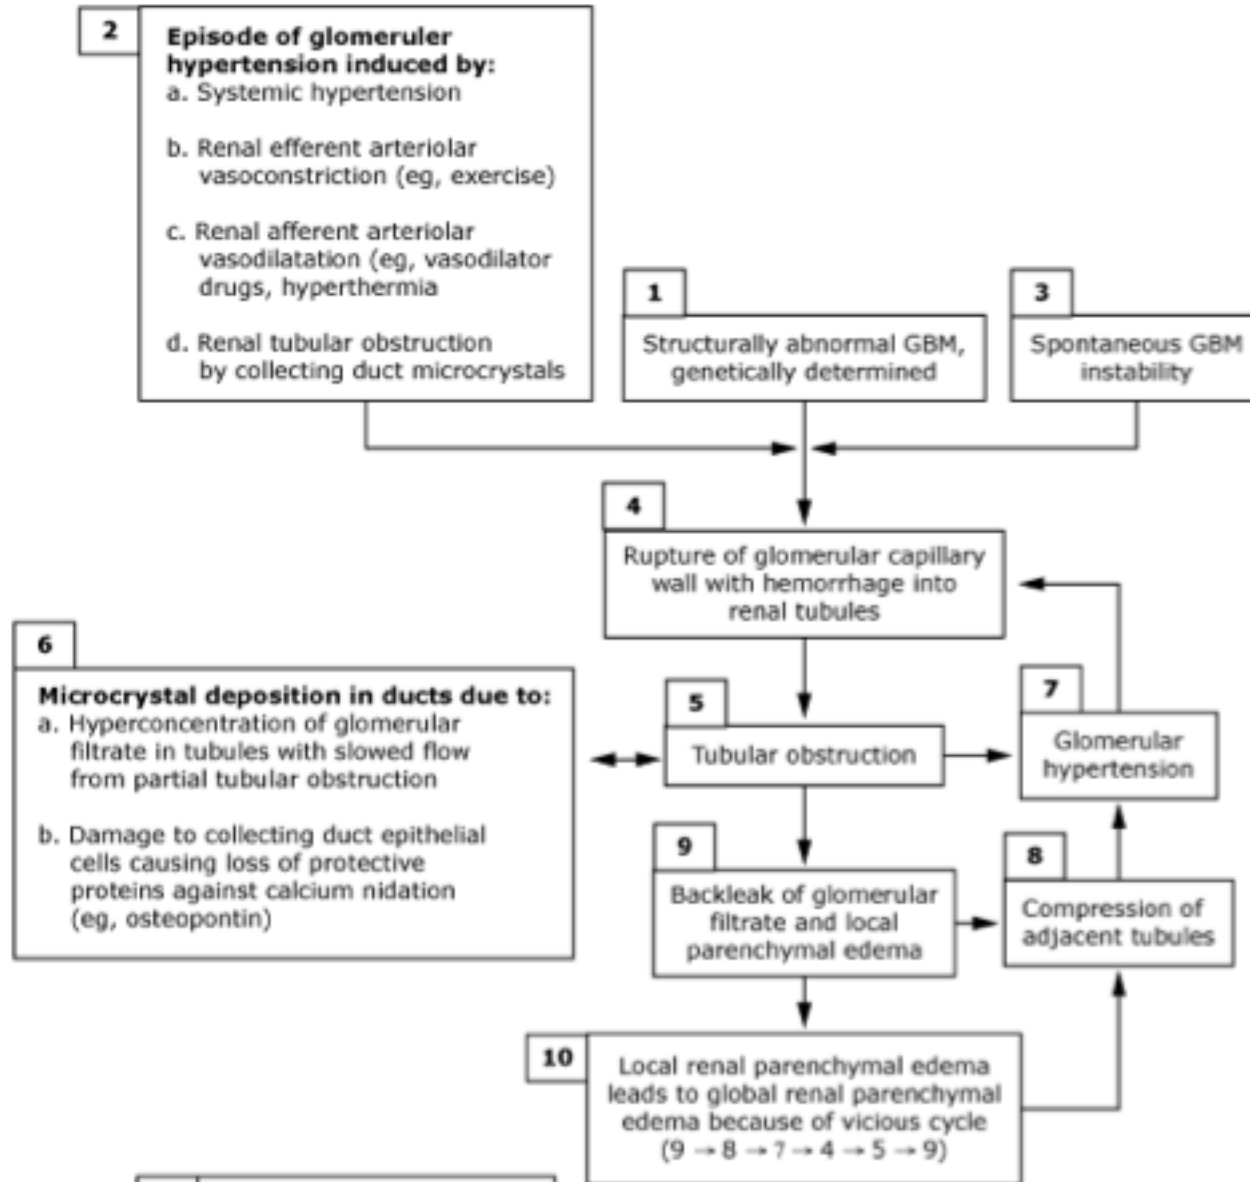 2
Episode of glomeruler
hypertension induced by:
a. Systemic hypertension
b. Renal efferent arteriolar
vasoconstriction (eg, exercise)
c. Renal afferent arteriolar
vasodilatation (eg, vasodilator
drugs, hyperthermia
d. Renal tubular obstruction
by collecting duct microcrystals
1
Structurally abnormal GBM,
genetically determined
3
Spontaneous GBM
instability
4
Rupture of glomerular capillary
wall with hemorrhage into
renal tubules
6
Microcrystal deposition in ducts due to:
a. Hyperconcentration of glomerular
filtrate in tubules with slowed flow
from partial tubular obstruction
b. Damage to collecting duct epithelial
cells causing loss of protective
proteins against calcium nidation
(eg, osteopontin)
5
Tubular obstruction
7
Glomerular
hypertension
9
Backleak of glomerular
filtrate and local
parenchymal edema
8
Compression of
adjacent tubules
10
Local renal parenchymal edema
leads to global renal parenchymal
edema because of vicious cycle
(9 → 8 → 7 → 4 → 5 → 9)